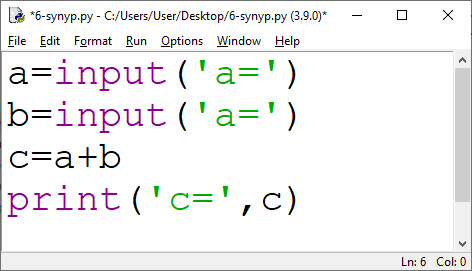 *6-synyp.py - C:/Users/User/Desktop/6-synyp.py (3.9.0)*
File Edit Format Run Options Window Help
a=input('a=')
b=input('a=')
c=a+b
print('c=',c)
Ln: 6 Col: 0